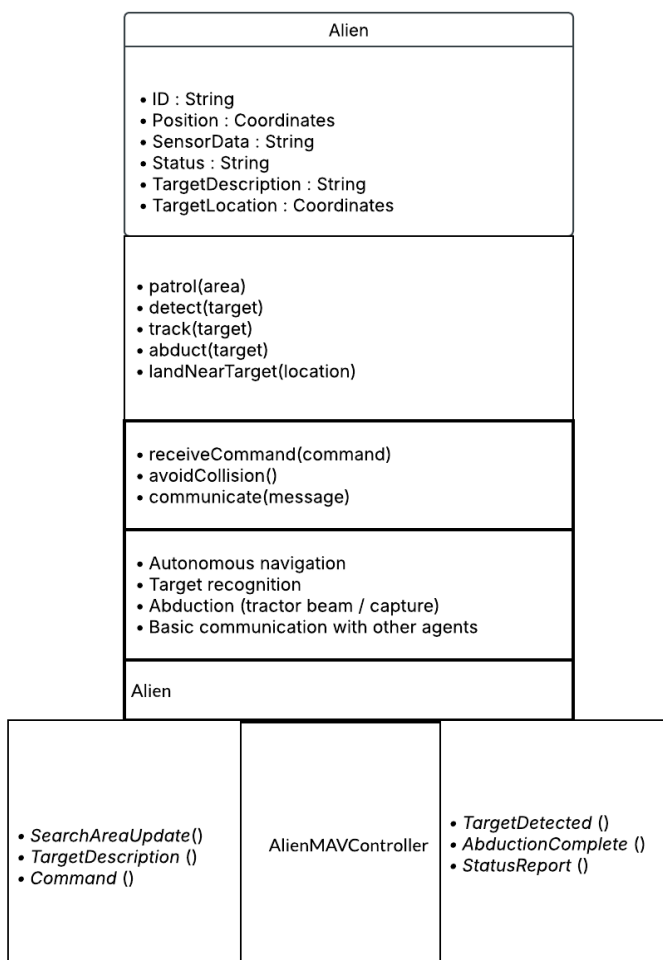 Alien
• ID : String
• Position : Coordinates
• SensorData : String
• Status : String
• TargetDescription : String
• TargetLocation : Coordinates
• patrol(area)
• detect(target)
• track(target)
• abduct(target)
• landNearTarget(location)
• receiveCommand(command)
• avoidCollision()
• communicate(message)
• Autonomous navigation
• Target recognition
• Abduction (tractor beam / capture)
• Basic communication with other agents
Alien
• SearchAreaUpdate()
• TargetDescription ()
• Command ()
AlienMAVController
• TargetDetected ()
• AbductionComplete ()
• StatusReport ()